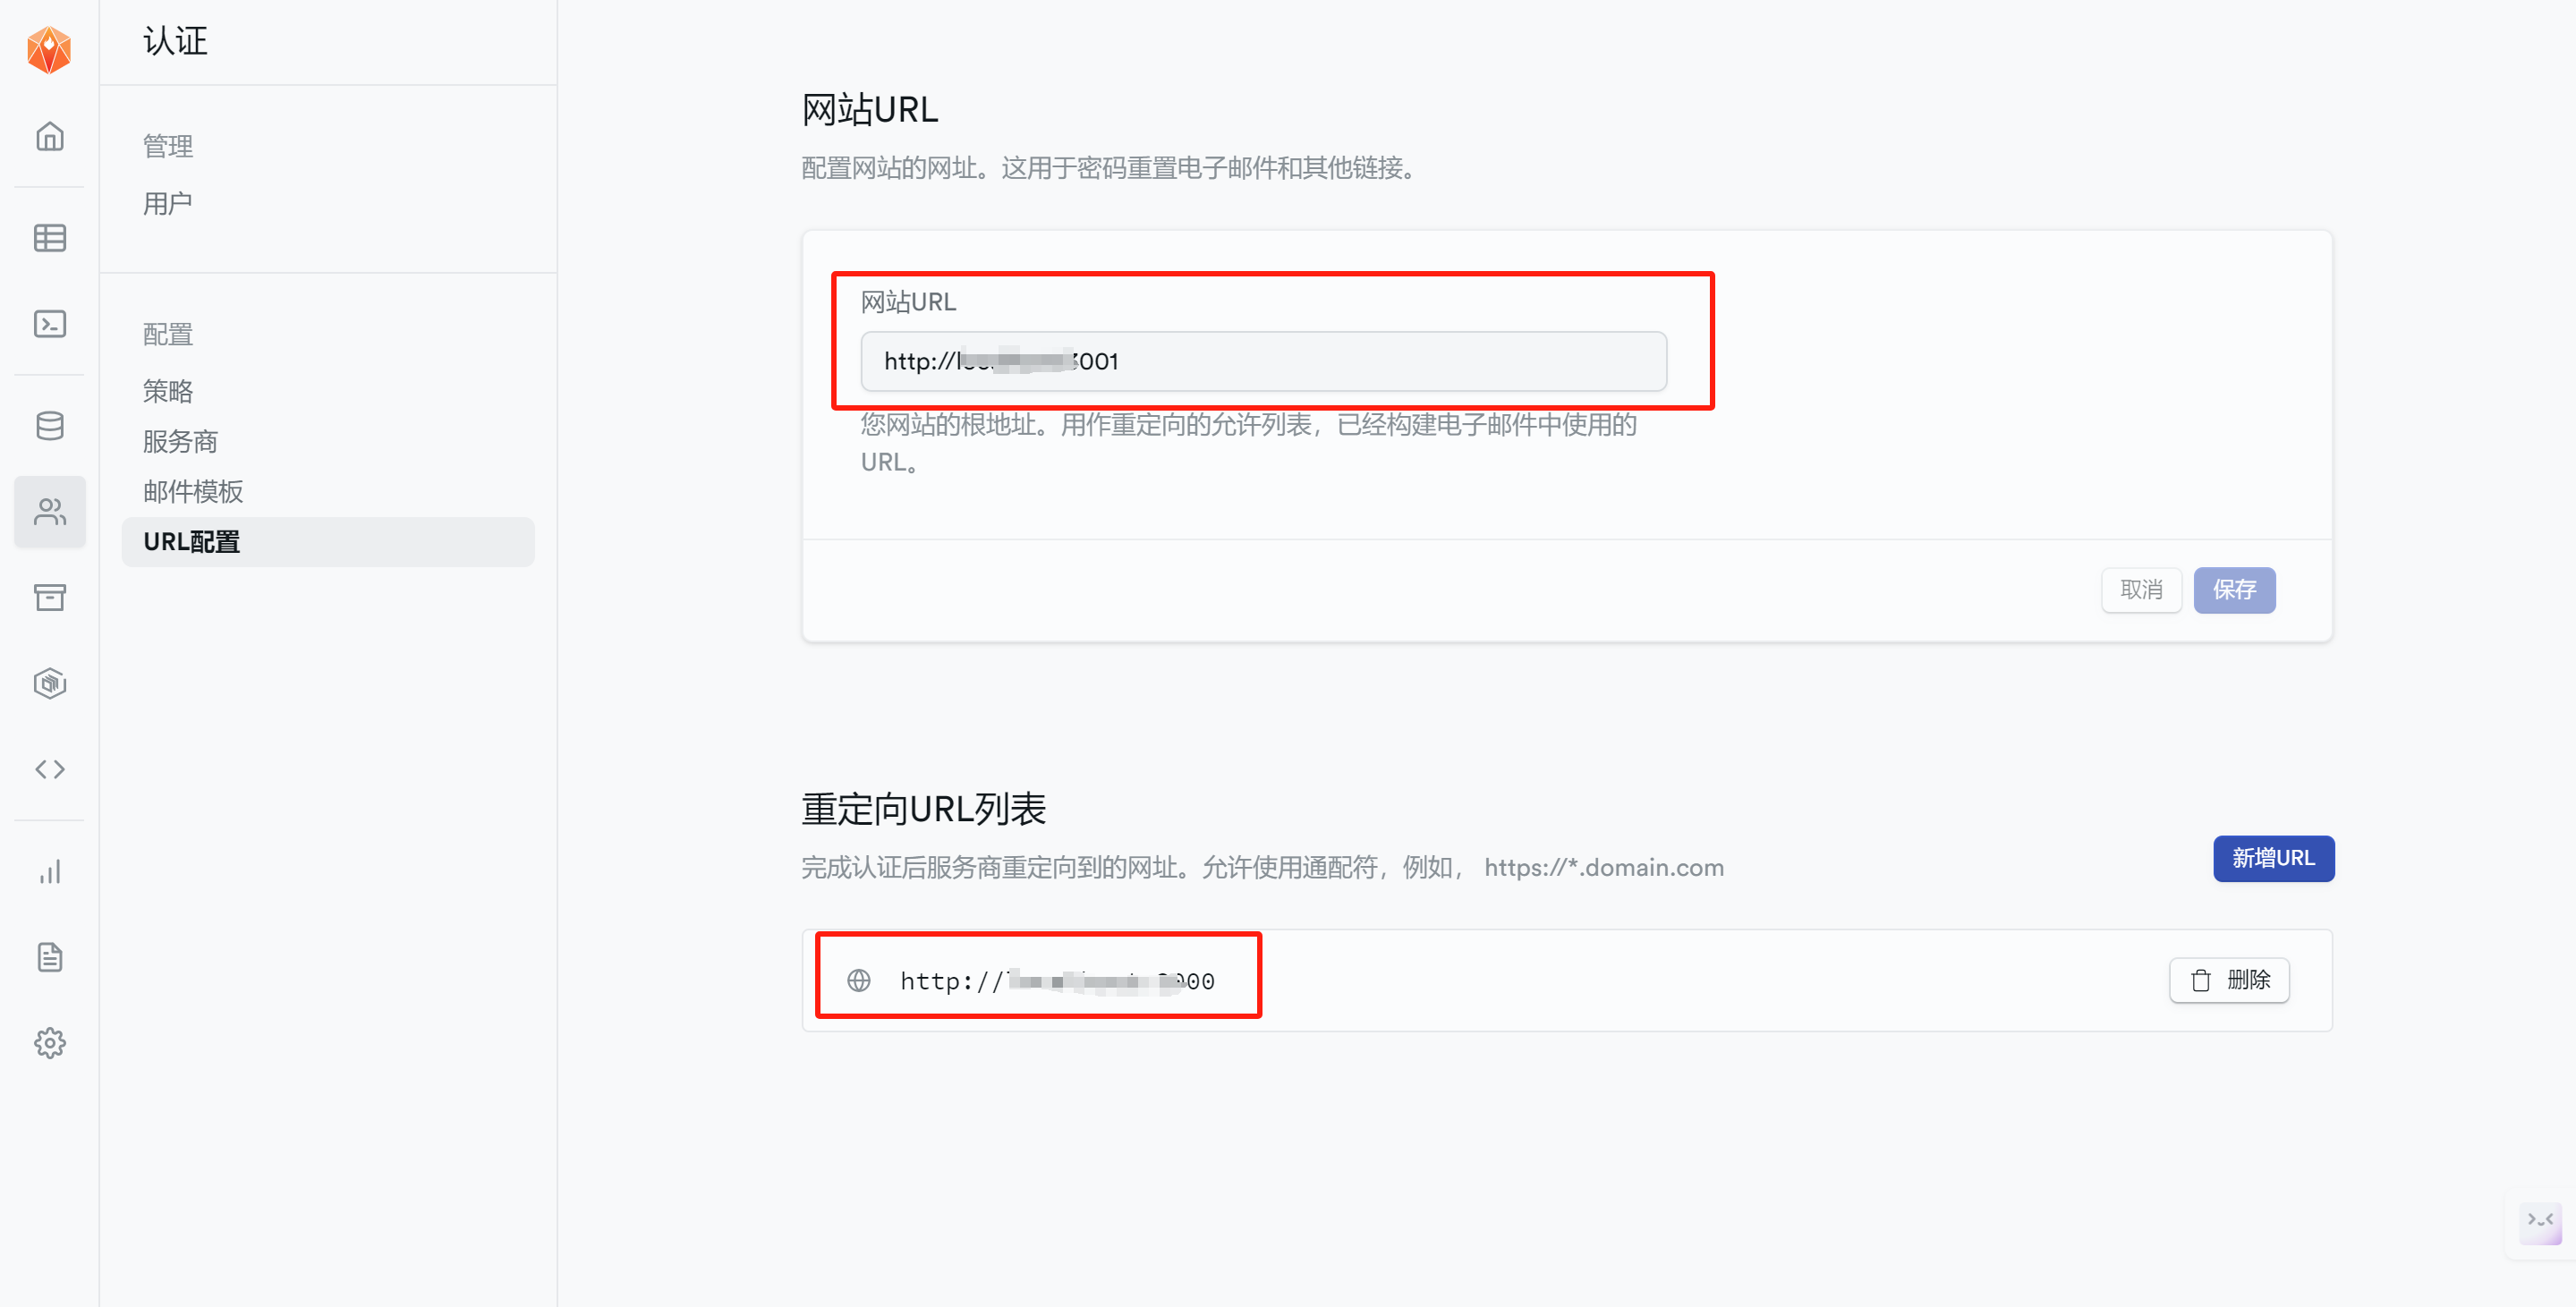 认证
管理
用户
配置
策略
服务商
邮件模板
URL配置
网站URL
配置网站的网址。这用于密码重置电子邮件和其他链接。
网站URL
http://l 001
您网站的根地址。用作重定向的允许列表，已经构建电子邮件中使用的
URL。
取消
保存
重定向URL列表
完成认证后服务商重定向到的网址。允许使用通配符，例如， https://*.domain.com
新增URL
http:// 00
删除